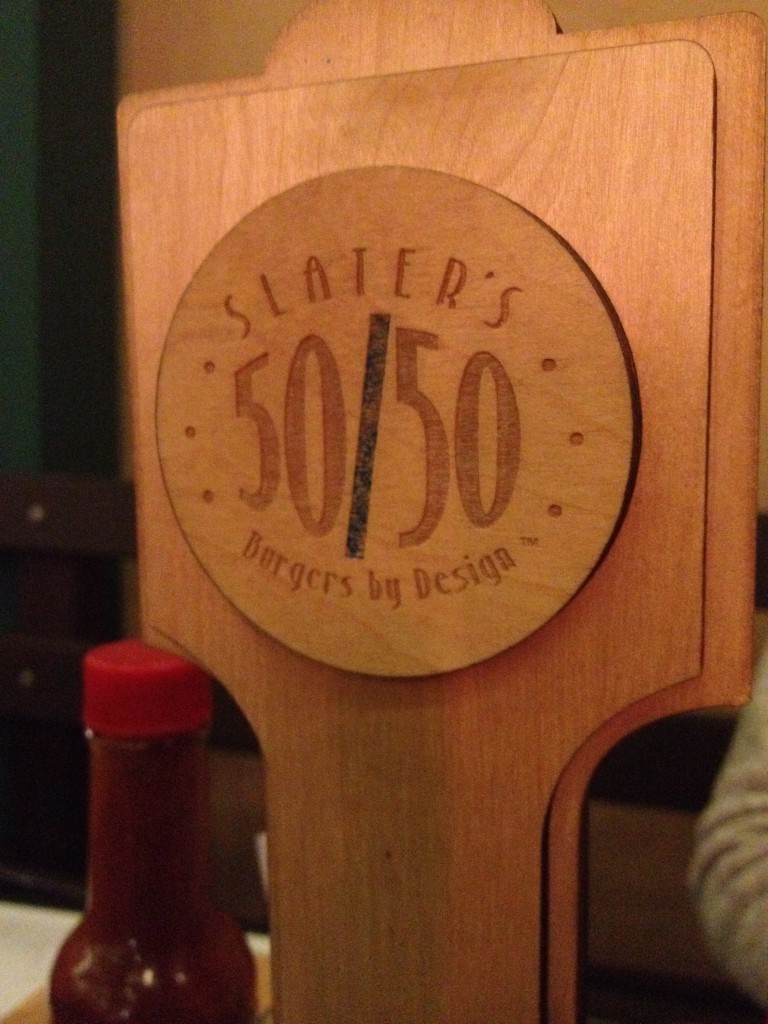 SLATER'S
50/50
Burgers by Design™